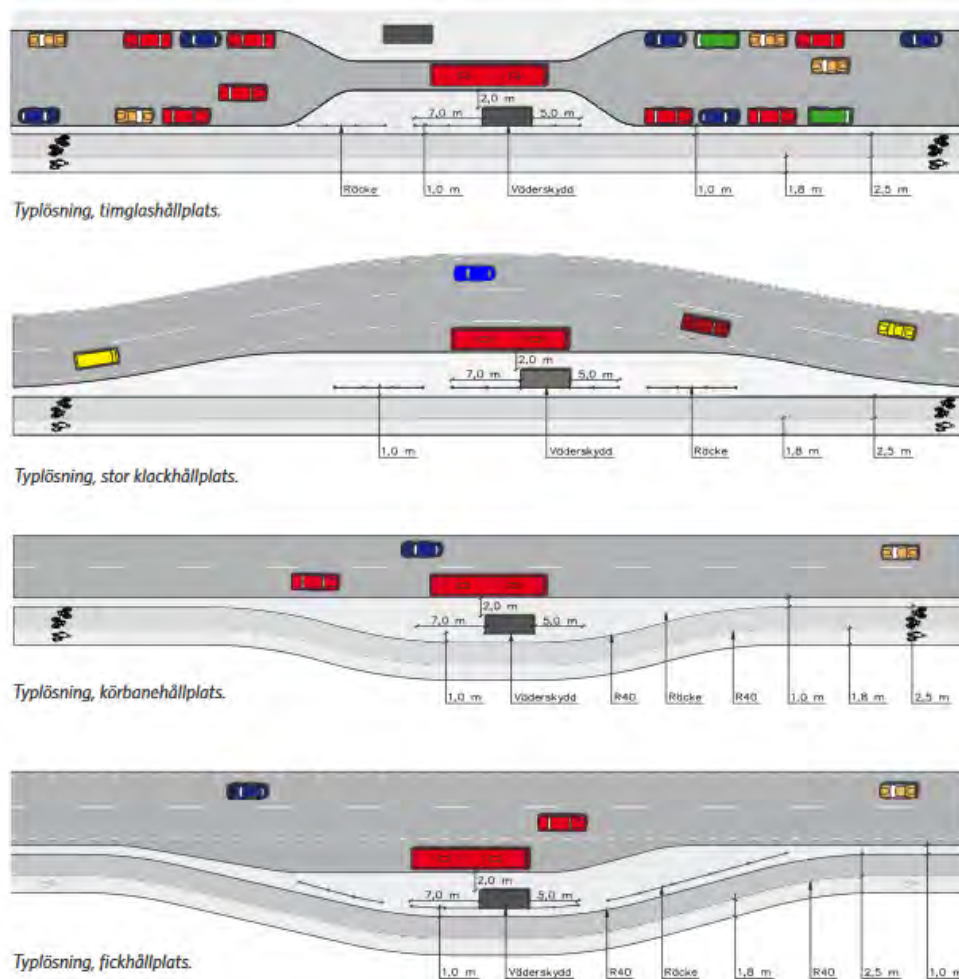 2,0 m
7,0 m 5,0 m
Räcke 1,0 m Väderskydd 1,0 m 1,8 m 2,5 m
Typlösning, timglashållplats.
2,0 m
7,0 m 5,0 m
1,0 m Väderskydd Räcke 1,8 m 2,5 m
Typlösning, stor klackhållplats.
2,0 m
7,0 m 5,0 m
Typlösning, körbanehållplats.
1,0 m Väderskydd R40 Räcke R40 1,0 m 1,8 m 2,5 m
2,0 m
7,0 m 5,0 m
Typlösning, fickhållplats.
1,0 m Väderskydd R40 Räcke 1,8 m R40 2,5 m 1,0 m